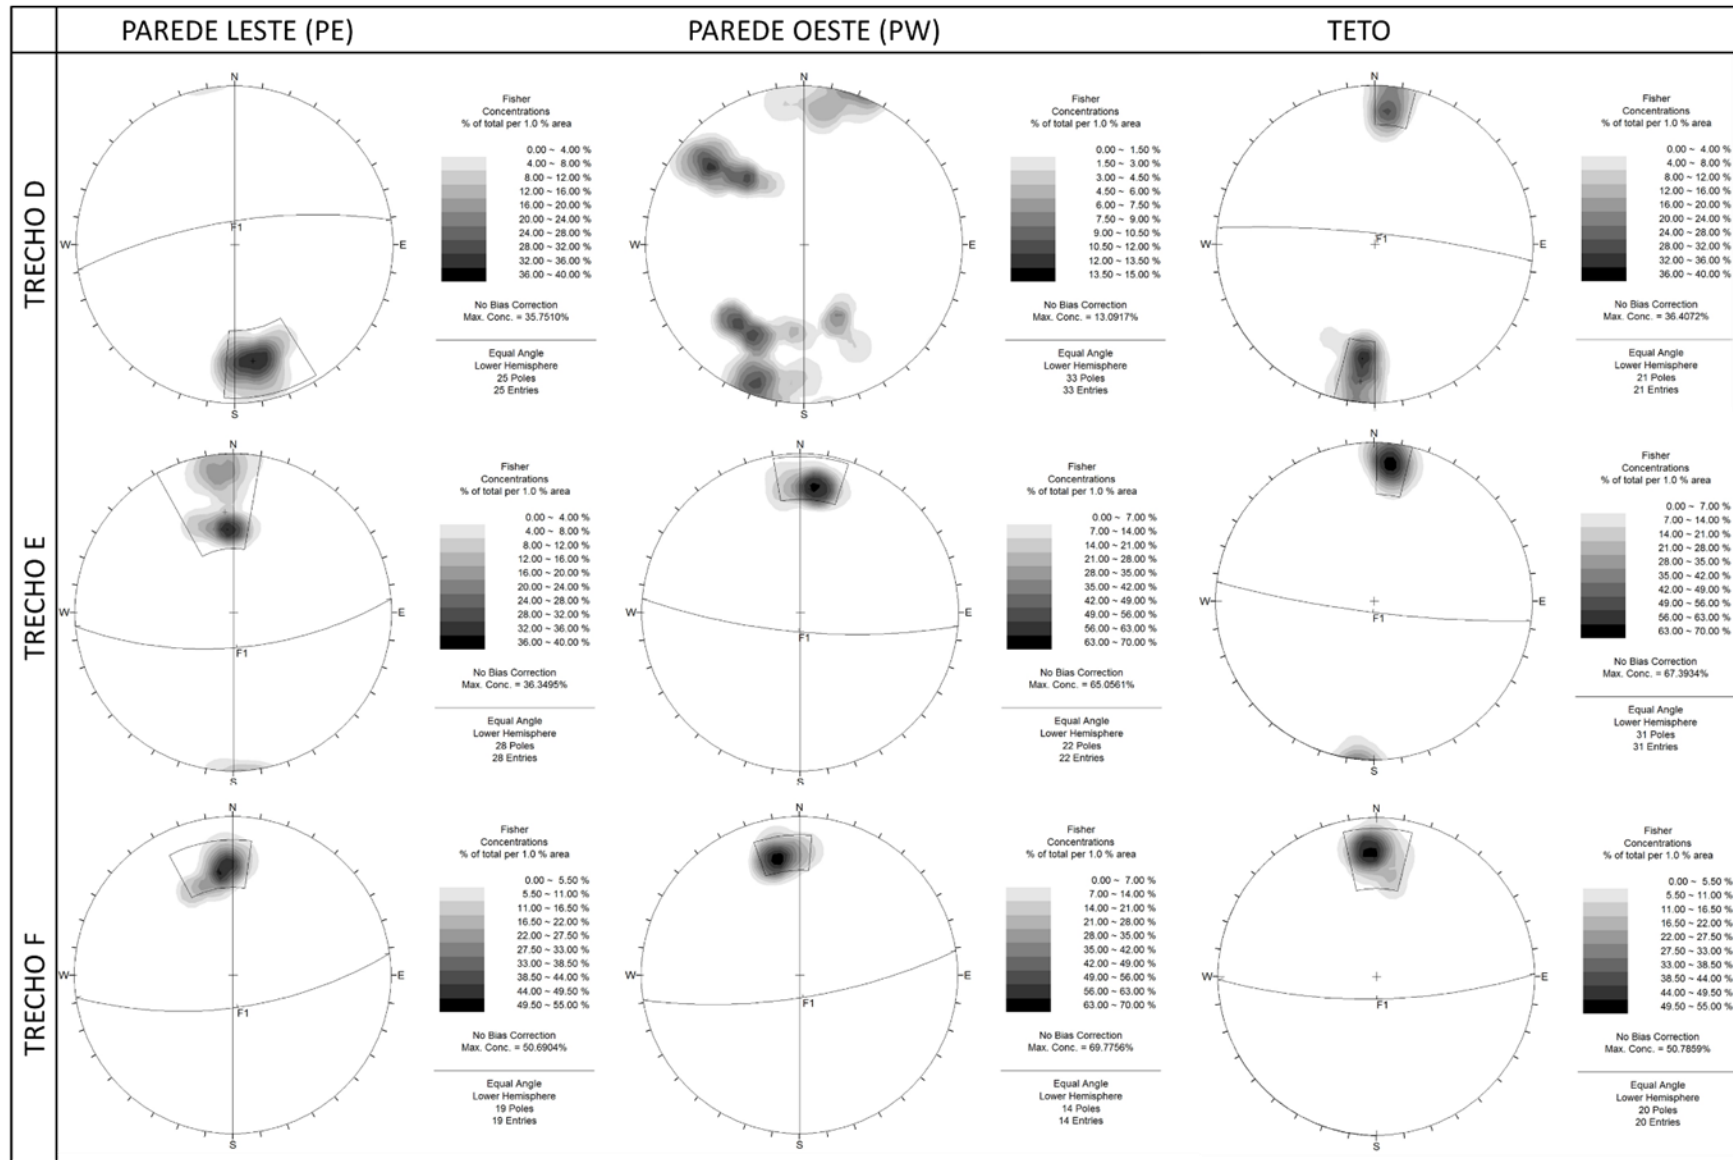 PAREDE LESTE (PE)
PAREDE OESTE (PW)
TETO
TRECHO D
N
W
E
S
F1
Fisher
Concentrations
% of total per 1.0 % area
0.00 ~ 4.00 %
4.00 ~ 8.00 %
8.00 ~ 12.00 %
12.00 ~ 16.00 %
16.00 ~ 20.00 %
20.00 ~ 24.00 %
24.00 ~ 28.00 %
28.00 ~ 32.00 %
32.00 ~ 36.00 %
36.00 ~ 40.00 %
No Bias Correction
Max. Conc. = 35.7510%
Equal Angle
Lower Hemisphere
25 Poles
25 Entries
N
W
E
S
Fisher
Concentrations
% of total per 1.0 % area
0.00 ~ 1.50 %
1.50 ~ 3.00 %
3.00 ~ 4.50 %
4.50 ~ 6.00 %
6.00 ~ 7.50 %
7.50 ~ 9.00 %
9.00 ~ 10.50 %
10.50 ~ 12.00 %
12.00 ~ 13.50 %
13.50 ~ 15.00 %
No Bias Correction
Max. Conc. = 13.0917%
Equal Angle
Lower Hemisphere
33 Poles
33 Entries
N
W
E
S
F1
Fisher
Concentrations
% of total per 1.0 % area
0.00 ~ 4.00 %
4.00 ~ 8.00 %
8.00 ~ 12.00 %
12.00 ~ 16.00 %
16.00 ~ 20.00 %
20.00 ~ 24.00 %
24.00 ~ 28.00 %
28.00 ~ 32.00 %
32.00 ~ 36.00 %
36.00 ~ 40.00 %
No Bias Correction
Max. Conc. = 36.4072%
Equal Angle
Lower Hemisphere
21 Poles
21 Entries
TRECHO E
N
W
E
S
F1
Fisher
Concentrations
% of total per 1.0 % area
0.00 ~ 4.00 %
4.00 ~ 8.00 %
8.00 ~ 12.00 %
12.00 ~ 16.00 %
16.00 ~ 20.00 %
20.00 ~ 24.00 %
24.00 ~ 28.00 %
28.00 ~ 32.00 %
32.00 ~ 36.00 %
36.00 ~ 40.00 %
No Bias Correction
Max. Conc. = 36.3495%
Equal Angle
Lower Hemisphere
28 Poles
28 Entries
N
W
E
S
F1
Fisher
Concentrations
% of total per 1.0 % area
0.00 ~ 7.00 %
7.00 ~ 14.00 %
14.00 ~ 21.00 %
21.00 ~ 28.00 %
28.00 ~ 35.00 %
35.00 ~ 42.00 %
42.00 ~ 49.00 %
49.00 ~ 56.00 %
56.00 ~ 63.00 %
63.00 ~ 70.00 %
No Bias Correction
Max. Conc. = 65.0561%
Equal Angle
Lower Hemisphere
22 Poles
22 Entries
N
W
E
S
F1
Fisher
Concentrations
% of total per 1.0 % area
0.00 ~ 7.00 %
7.00 ~ 14.00 %
14.00 ~ 21.00 %
21.00 ~ 28.00 %
28.00 ~ 35.00 %
35.00 ~ 42.00 %
42.00 ~ 49.00 %
49.00 ~ 56.00 %
56.00 ~ 63.00 %
63.00 ~ 70.00 %
No Bias Correction
Max. Conc. = 67.3934%
Equal Angle
Lower Hemisphere
31 Poles
31 Entries
TRECHO F
N
W
E
S
F1
Fisher
Concentrations
% of total per 1.0 % area
0.00 ~ 5.50 %
5.50 ~ 11.00 %
11.00 ~ 16.50 %
16.50 ~ 22.00 %
22.00 ~ 27.50 %
27.50 ~ 33.00 %
33.00 ~ 38.50 %
38.50 ~ 44.00 %
44.00 ~ 49.50 %
49.50 ~ 55.00 %
No Bias Correction
Max. Conc. = 50.6904%
Equal Angle
Lower Hemisphere
19 Poles
19 Entries
N
W
E
S
F1
Fisher
Concentrations
% of total per 1.0 % area
0.00 ~ 7.00 %
7.00 ~ 14.00 %
14.00 ~ 21.00 %
21.00 ~ 28.00 %
28.00 ~ 35.00 %
35.00 ~ 42.00 %
42.00 ~ 49.00 %
49.00 ~ 56.00 %
56.00 ~ 63.00 %
63.00 ~ 70.00 %
No Bias Correction
Max. Conc. = 69.7756%
Equal Angle
Lower Hemisphere
14 Poles
14 Entries
N
W
E
S
F1
Fisher
Concentrations
% of total per 1.0 % area
0.00 ~ 5.50 %
5.50 ~ 11.00 %
11.00 ~ 16.50 %
16.50 ~ 22.00 %
22.00 ~ 27.50 %
27.50 ~ 33.00 %
33.00 ~ 38.50 %
38.50 ~ 44.00 %
44.00 ~ 49.50 %
49.50 ~ 55.00 %
No Bias Correction
Max. Conc. = 50.7859%
Equal Angle
Lower Hemisphere
20 Poles
20 Entries